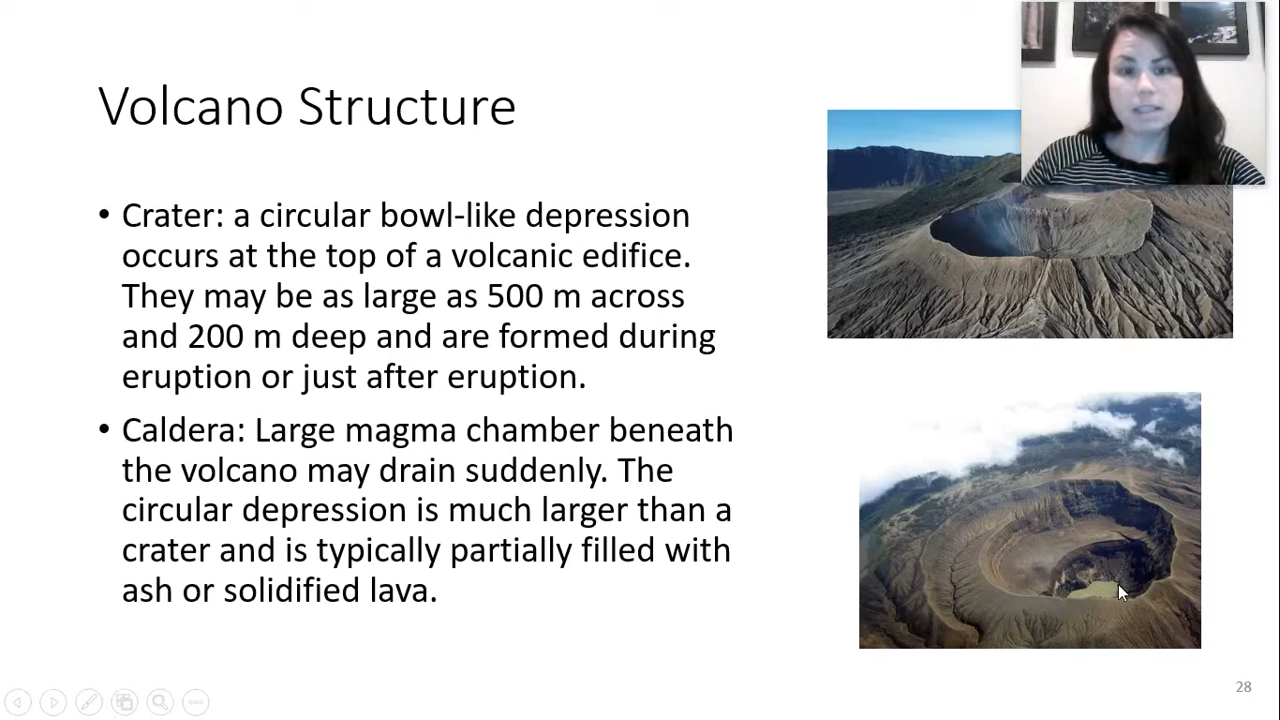 Volcano Structure
• Crater: a circular bowl-like depression
occurs at the top of a volcanic edifice.
They may be as large as 500 m across
and 200 m deep and are formed during
eruption or just after eruption.
• Caldera: Large magma chamber beneath
the volcano may drain suddenly. The
circular depression is much larger than a
crater and is typically partially filled with
ash or solidified lava.
28